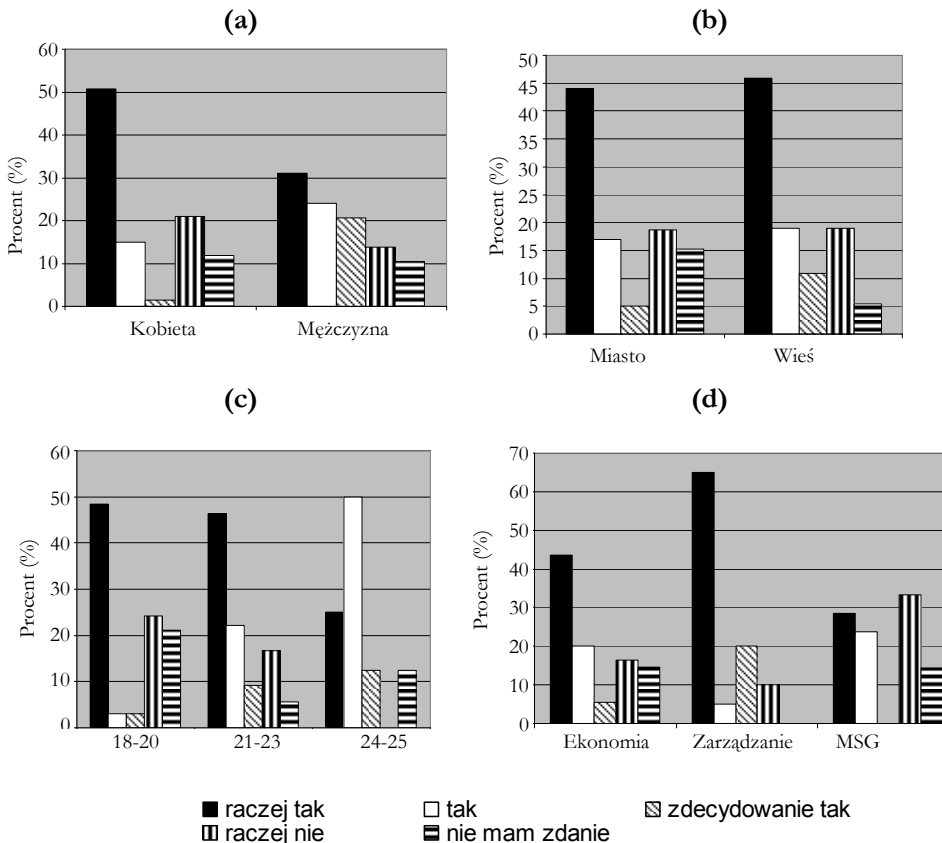 (a)
Procent (%)
60
50
40
30
20
10
0
Kobieta Mężczyzna
(b)
Procent (%)
50
45
40
35
30
25
20
15
10
5
0
Miasto Wieś
(c)
Procent (%)
60
50
40
30
20
10
0
18-20 21-23 24-25
(d)
Procent (%)
70
60
50
40
30
20
10
0
Ekonomia Zarządzanie MSG
raczej tak tak zdecydowanie tak
raczej nie nie mam zdanie